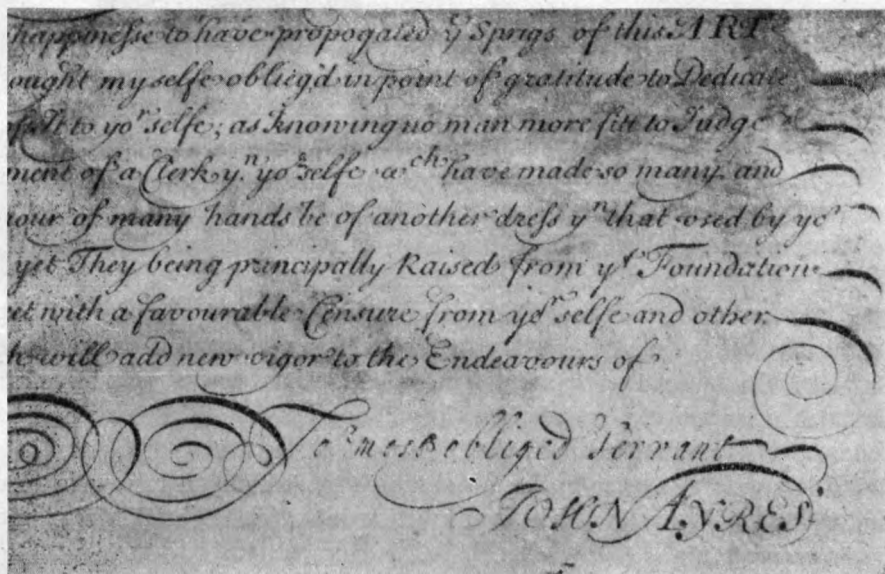 happinesse to have propogated yᵉ Sprigs of this ART
ought my selfe obliegd in point of gratitude to Dedicate
of It to yoʳ selfe; as knowing no man more fitt to Judge
ment of a Clerk yⁿ yoʳ selfe wᶜʰ have made so many and
our of many hands be of another dress yⁿ that used by yoᵘ
yet They being principally Raised from yᵗ Foundation
et with a favourable Censure from yoʳ selfe and other
h will add new vigor to the Endeavours of
Yoʳ most obliged Servant
JOHN AYRES